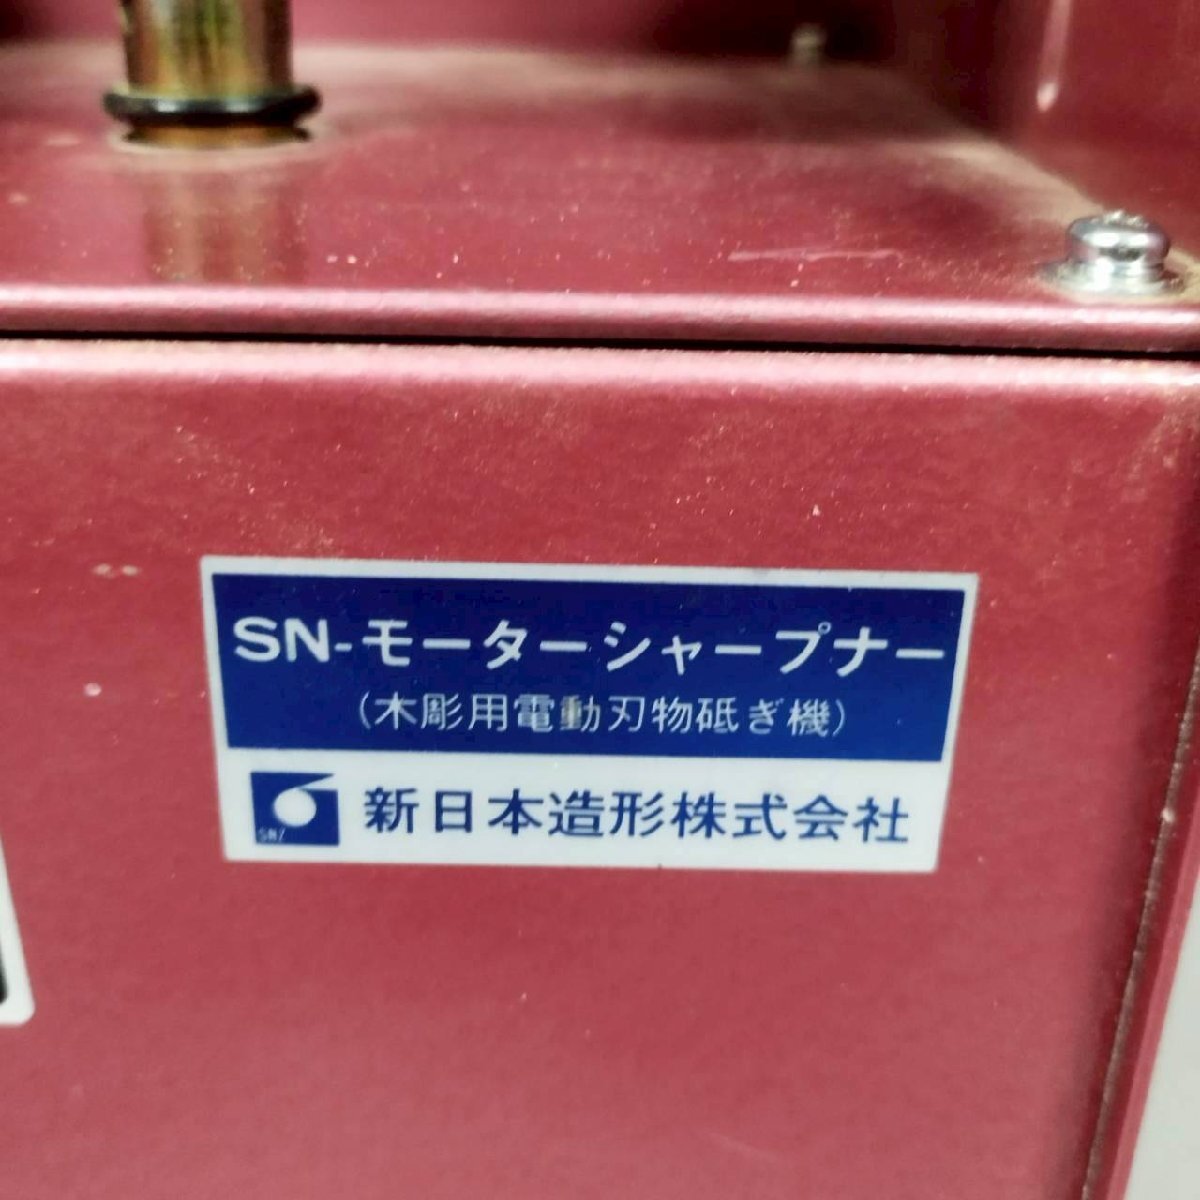 SN-モーターシャープナー
(木彫用電動刃物砥ぎ機)
新日本造形株式会社